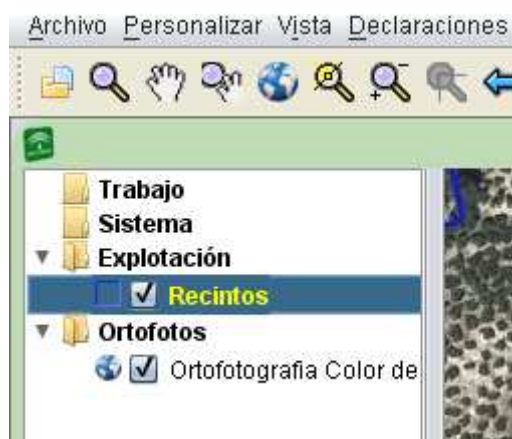 Archivo Personalizar Vista Declaraciones
Trabajo
Sistema
Explotación
Recintos
Ortofotos
Ortofotografia Color de